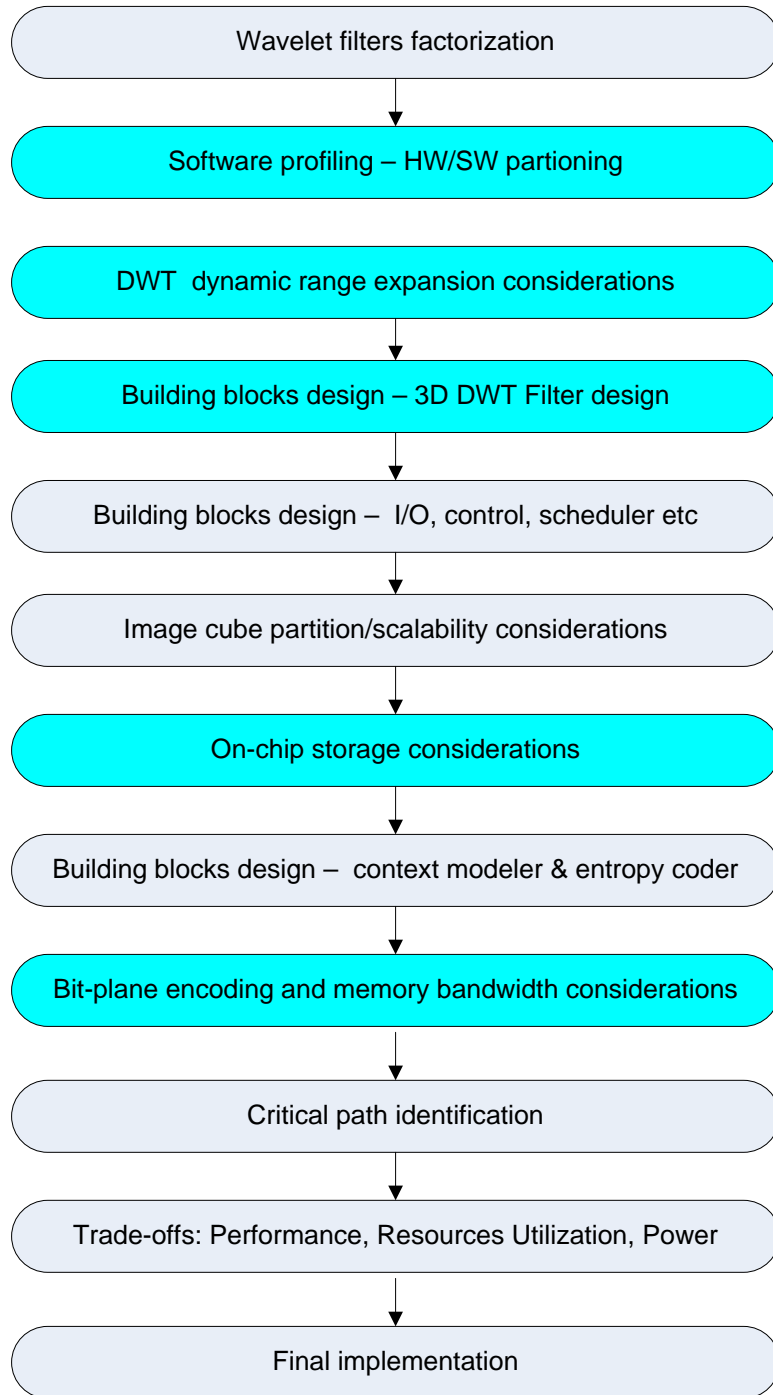 Wavelet filters factorization
Software profiling – HW/SW partioning
DWT  dynamic range expansion considerations
Building blocks design – 3D DWT Filter design
Building blocks design –  I/O, control, scheduler etc
Image cube partition/scalability considerations
On-chip storage considerations
Building blocks design –  context modeler & entropy coder
Bit-plane encoding and memory bandwidth considerations
Critical path identification
Trade-offs: Performance, Resources Utilization, Power
Final implementation